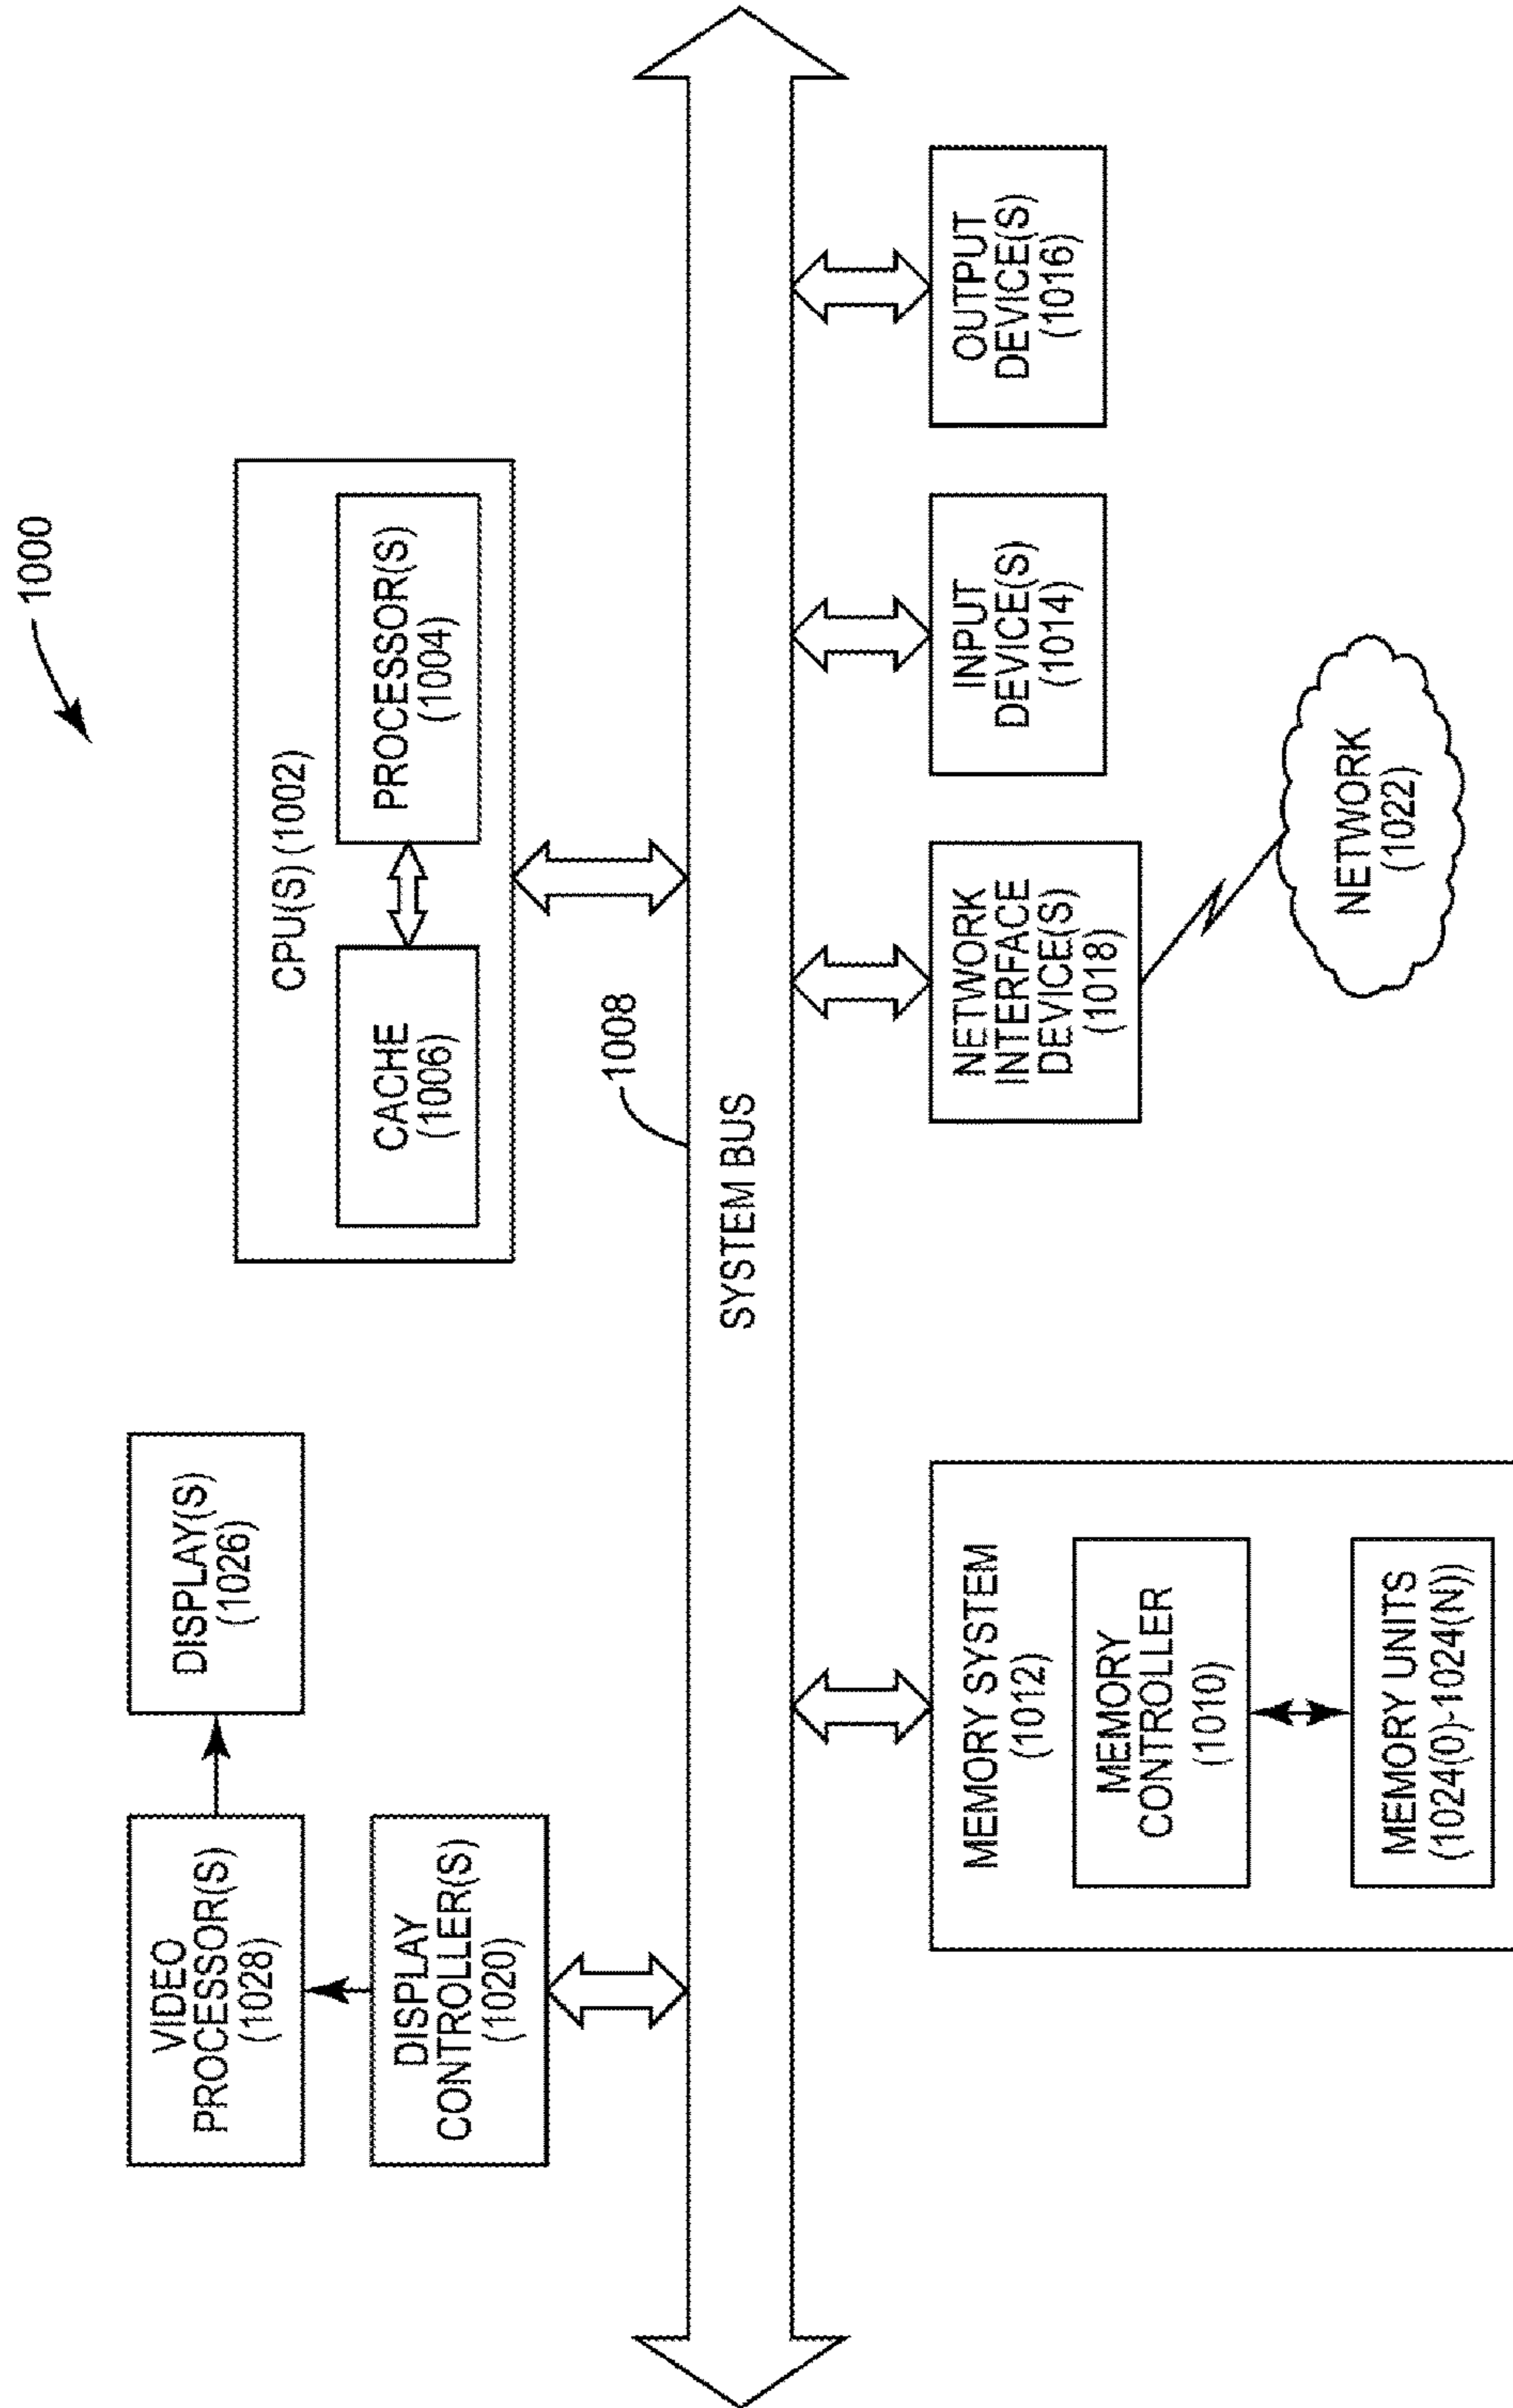 1000
VIDEO
PROCESSOR(S)
(1028)
DISPLAY(S)
(1026)
DISPLAY
CONTROLLER(S)
(1020)
CPU(S) (1002)
CACHE
(1006)
PROCESSOR(S)
(1004)
1008
SYSTEM BUS
MEMORY SYSTEM
(1012)
MEMORY
CONTROLLER
(1010)
MEMORY UNITS
(1024(0)-1024(N))
NETWORK
INTERFACE
DEVICE(S)
(1018)
INPUT
DEVICE(S)
(1014)
OUTPUT
DEVICE(S)
(1016)
NETWORK
(1022)